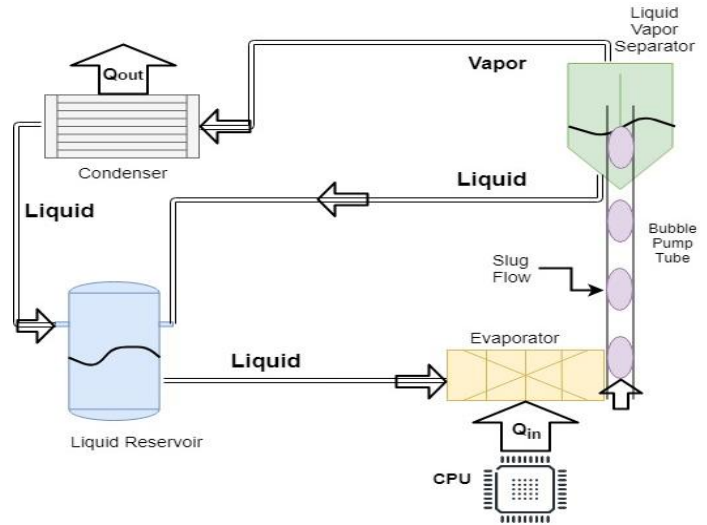 Liquid
Vapor
Separator
Qout
Vapor
Condenser
Liquid
Liquid
Bubble
Pump
Tube
Slug
Flow
Evaporator
Liquid
Liquid Reservoir
Qin
CPU